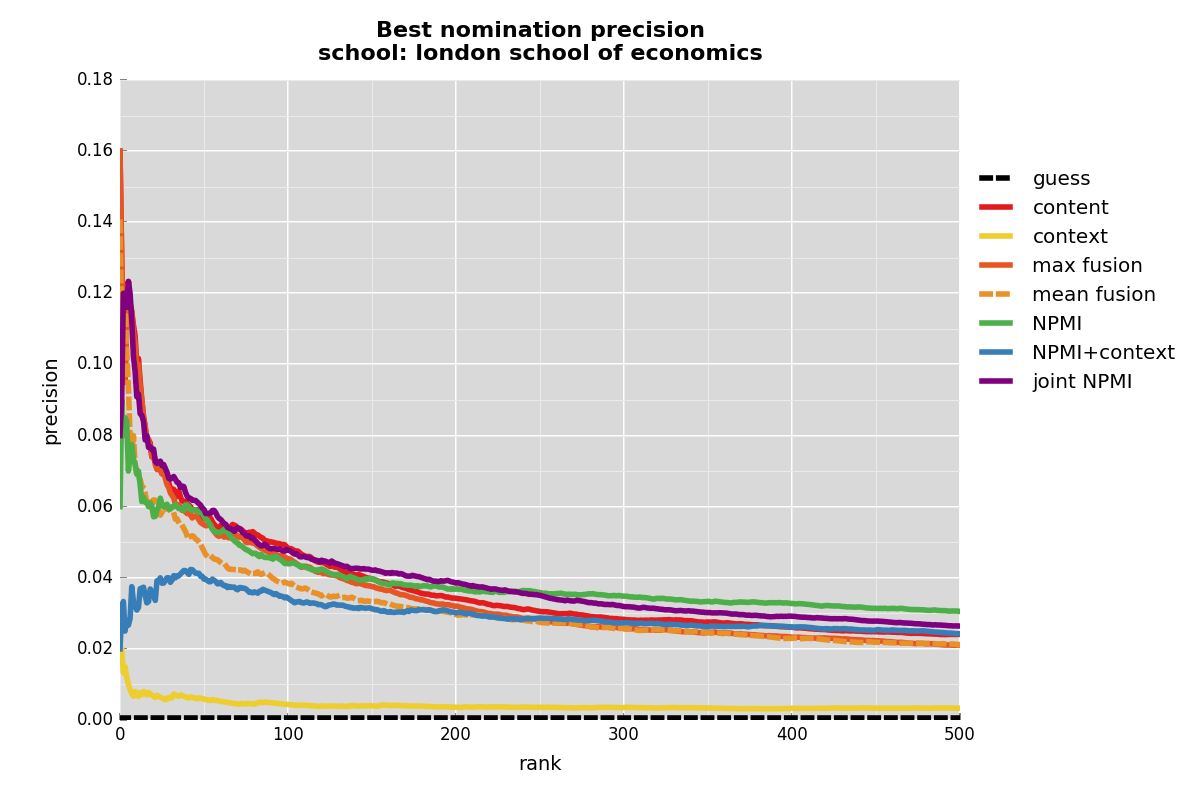 Best nomination precision
school: london school of economics
precision
0.18
0.16
0.14
0.12
0.10
0.08
0.06
0.04
0.02
0.00
0 100 200 300 400 500
rank
guess
content
context
max fusion
mean fusion
NPMI
NPMI+context
joint NPMI